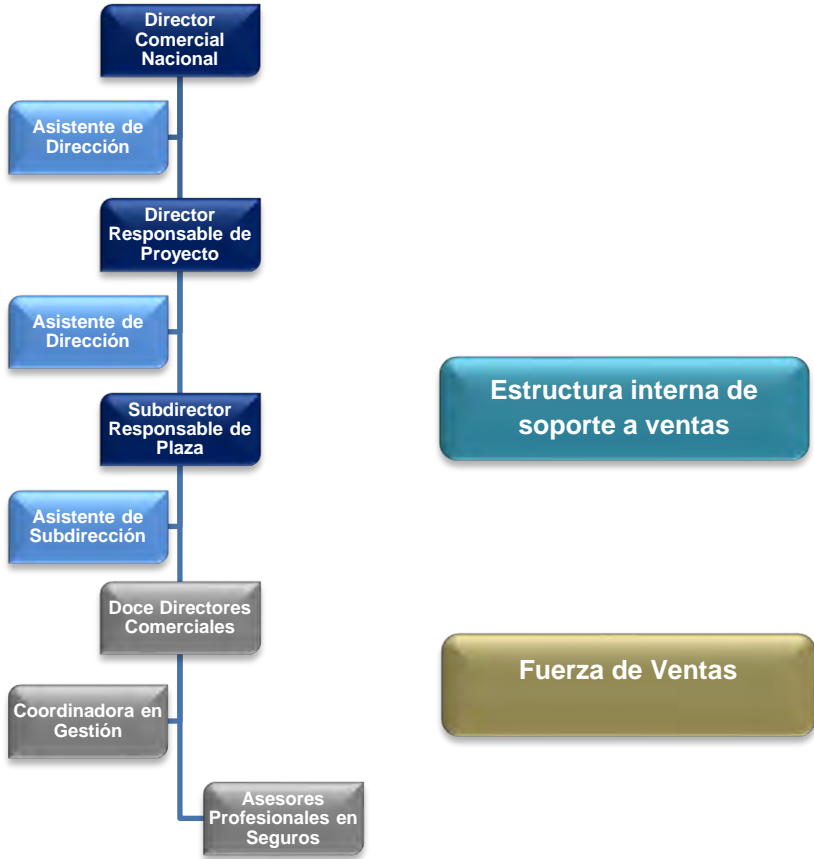 Director
Comercial
Nacional
Asistente de
Dirección
Director
Responsable de
Proyecto
Asistente de
Dirección
Subdirector
Responsable de
Plaza
Asistente de
Subdirección
Doce Directores
Comerciales
Coordinadora en
Gestión
Asesores
Profesionales en
Seguros
Estructura interna de
soporte a ventas
Fuerza de Ventas